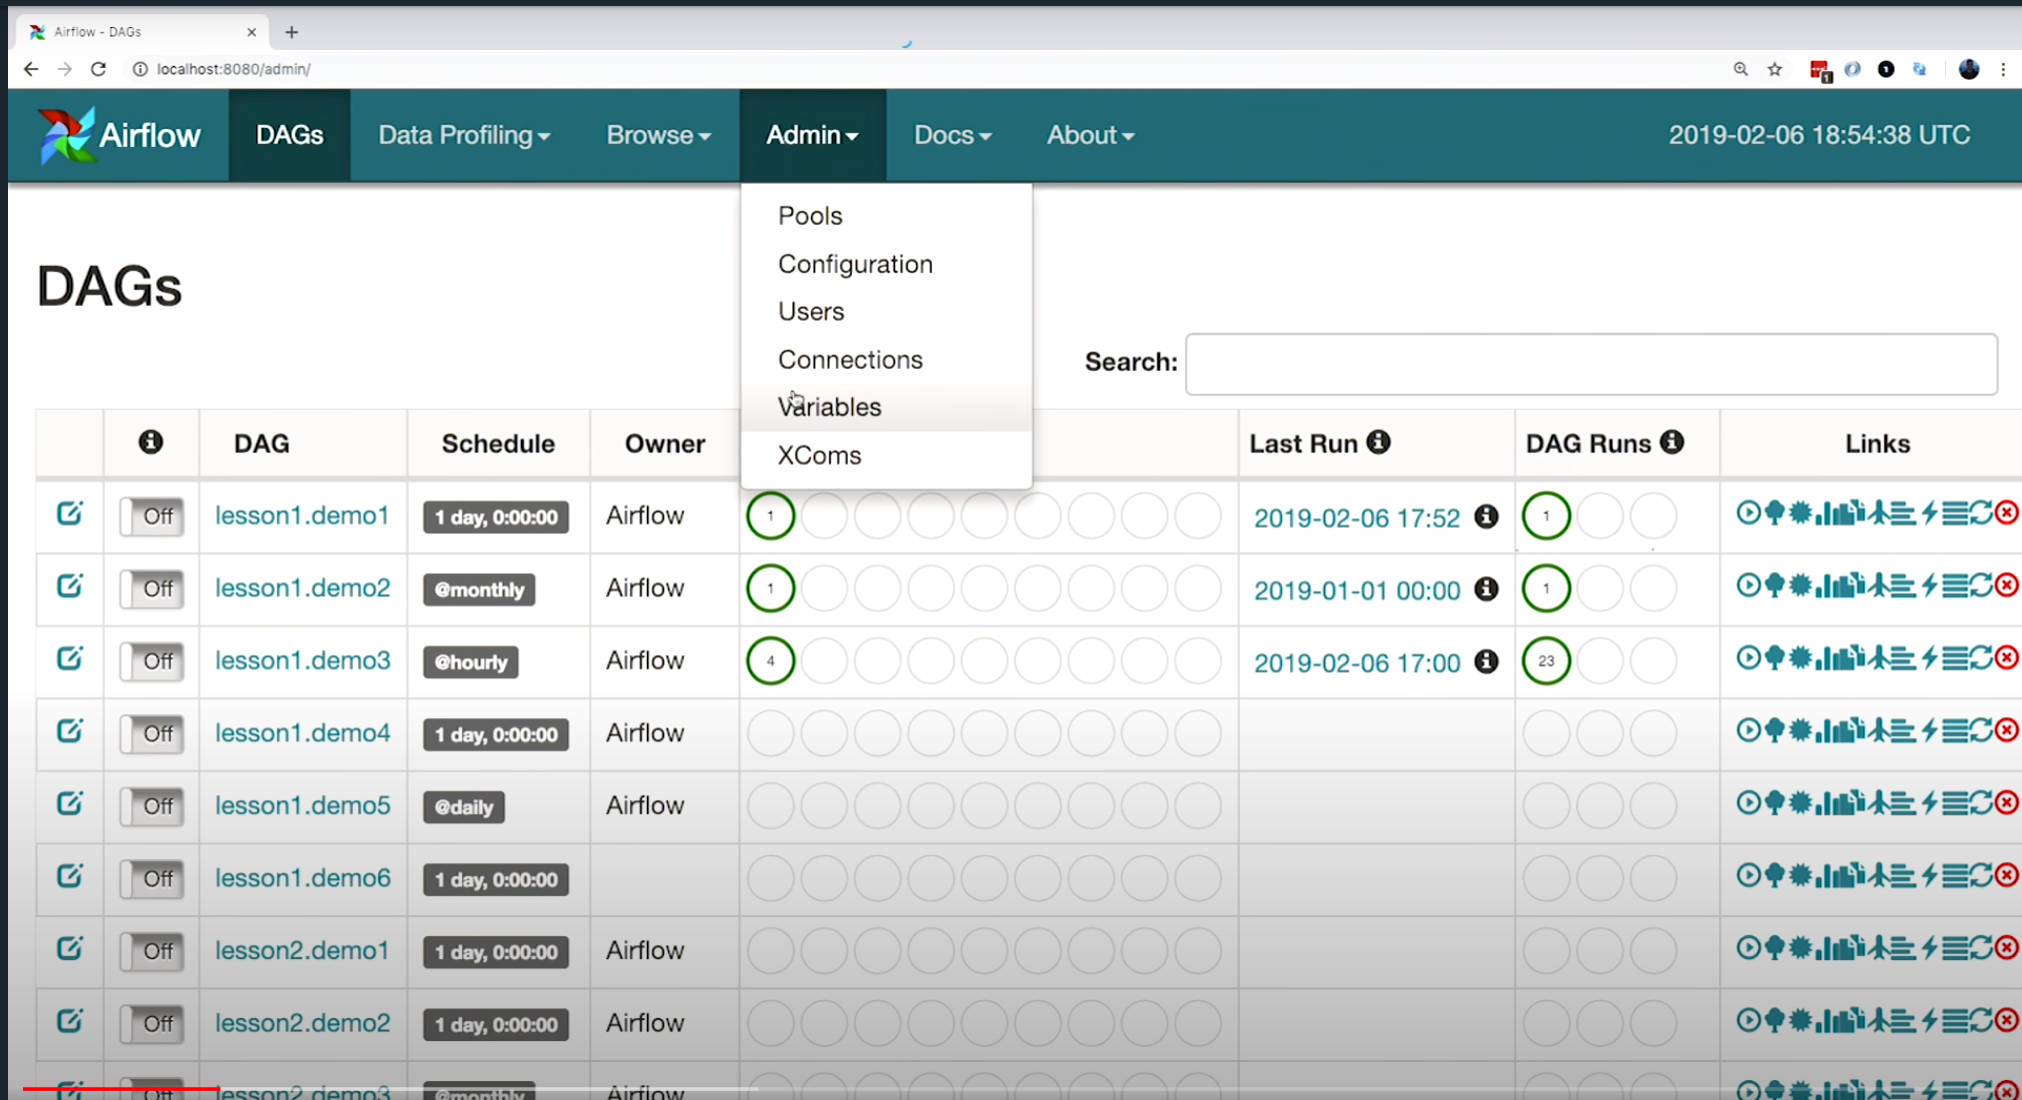 Airflow - DAGs
localhost:8080/admin/
1
Airflow DAGs Data Profiling Browse Admin Docs About 2019-02-06 18:54:38 UTC
Pools
Configuration
Users
Connections
Variables
XComs
DAGs
Search:
DAG Schedule Owner Last Run DAG Runs Links
Off lesson1.demo1 1 day, 0:00:00 Airflow 1 2019-02-06 17:52 1
Off lesson1.demo2 @monthly Airflow 1 2019-01-01 00:00 1
Off lesson1.demo3 @hourly Airflow 4 2019-02-06 17:00 23
Off lesson1.demo4 1 day, 0:00:00 Airflow
Off lesson1.demo5 @daily Airflow
Off lesson1.demo6 1 day, 0:00:00
Off lesson2.demo1 1 day, 0:00:00 Airflow
Off lesson2.demo2 1 day, 0:00:00 Airflow
Off lesson2.demo3 @monthly Airflow